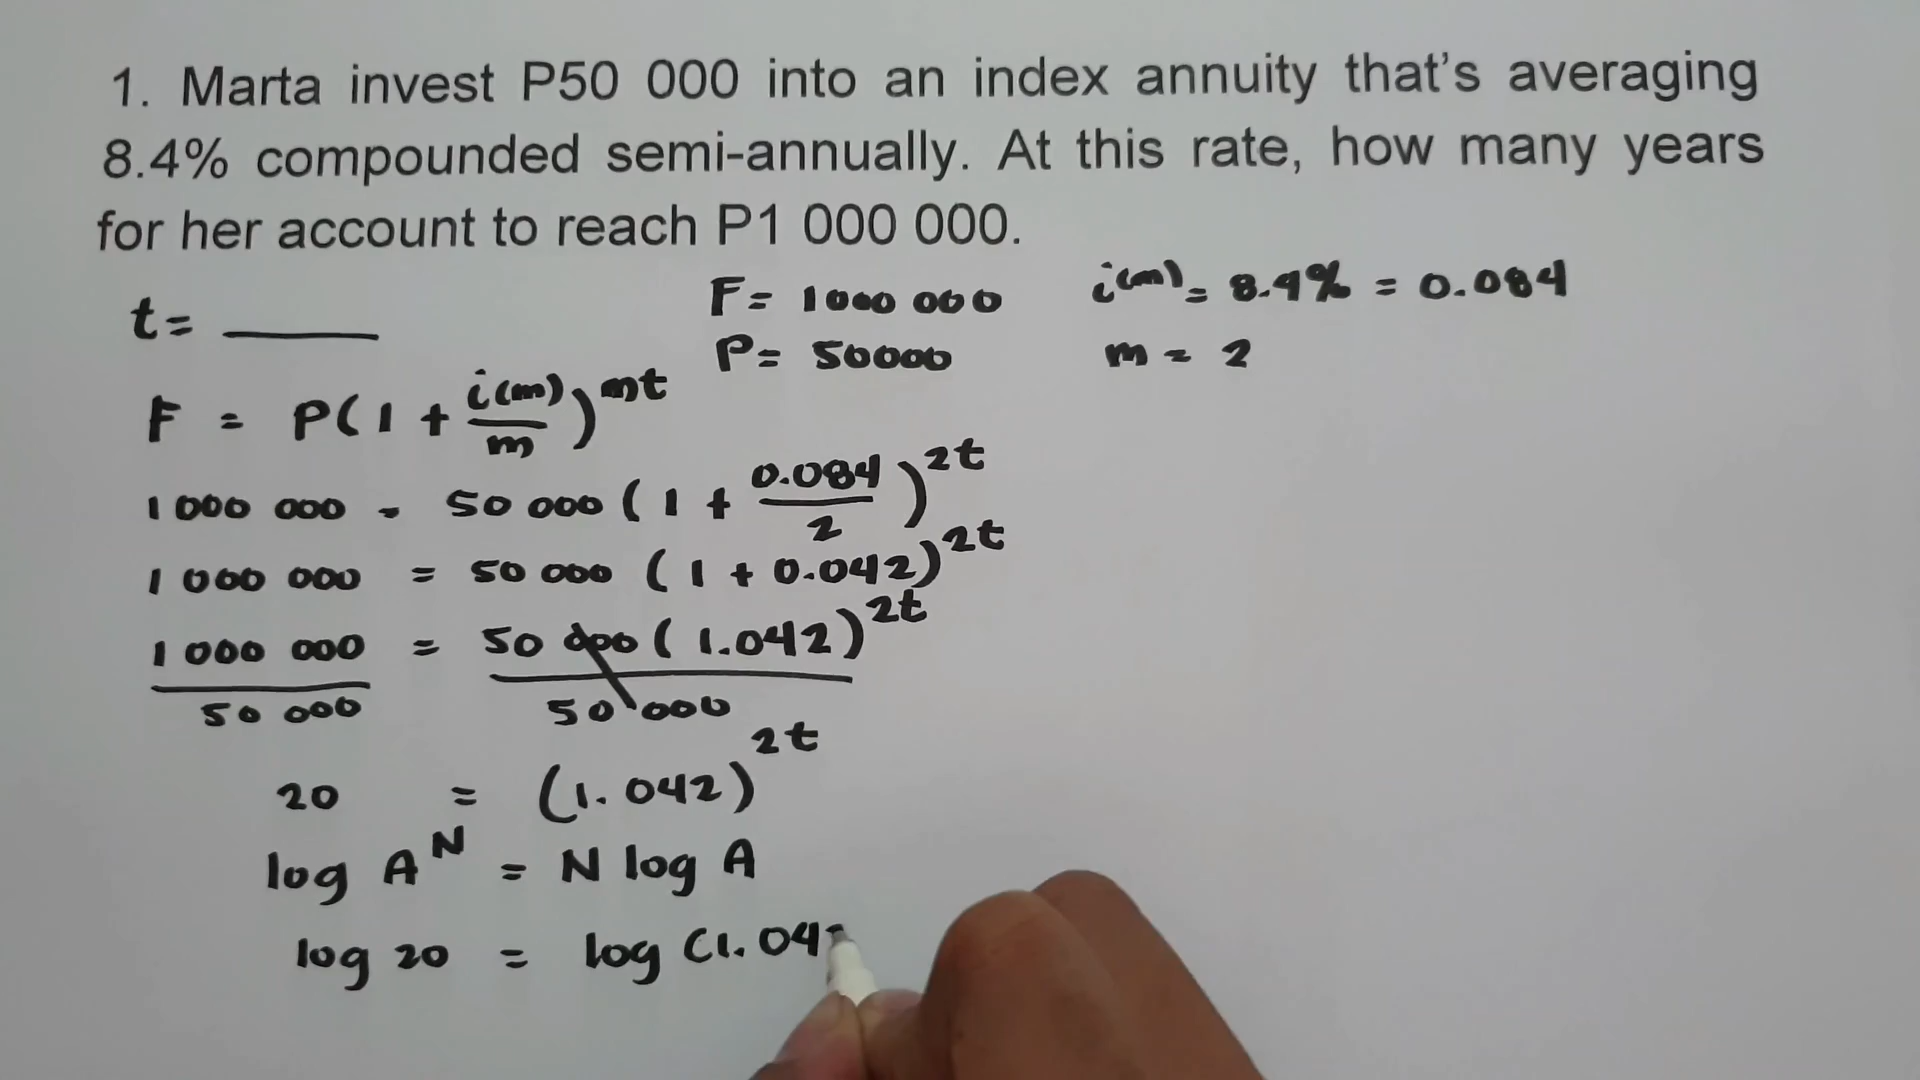 1. Marta invest P50 000 into an index annuity that's averaging
8.4% compounded semi-annually. At this rate, how many years
for her account to reach P1 000 000.
t = ______
F = 1000 000
P = 50000
i(m) = 8.4% = 0.084
m = 2
F = P(1 + i(m)/m)^mt
1 000 000 = 50 000 (1 + 0.084/2)^2t
1 000 000 = 50 000 (1 + 0.042)^2t
1 000 000 / 50 000 = 50 000 (1.042)^2t / 50 000
20 = (1.042)^2t
log A^N = N log A
log 20 = log (1.04